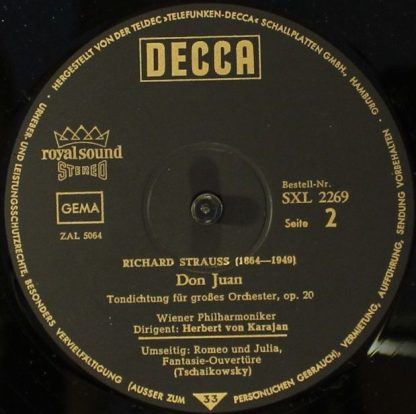 HERGESTELLT VON DER TELDEC »TELEFUNKEN-DECCA« SCHALLPLATTEN GMBH., HAMBURG ·
URHEBER- UND LEISTUNGSSCHUTZRECHTE, BESONDERS VERVIELFÄLTIGUNG (AUSSER ZUM PERSÖNLICHEN GEBRAUCH), VERMIETUNG, AUFFÜHRUNG, SENDUNG VORBEHALTEN
DECCA
royal sound
STEREO
GEMA
ZAL 5064
Bestell-Nr.
SXL 2269
Seite 2
RICHARD STRAUSS (1864—1949)
Don Juan
Tondichtung für großes Orchester, op. 20
Wiener Philharmoniker
Dirigent: Herbert von Karajan
Umseitig: Romeo und Julia,
Fantasie-Ouvertüre
(Tschaikowsky)
33